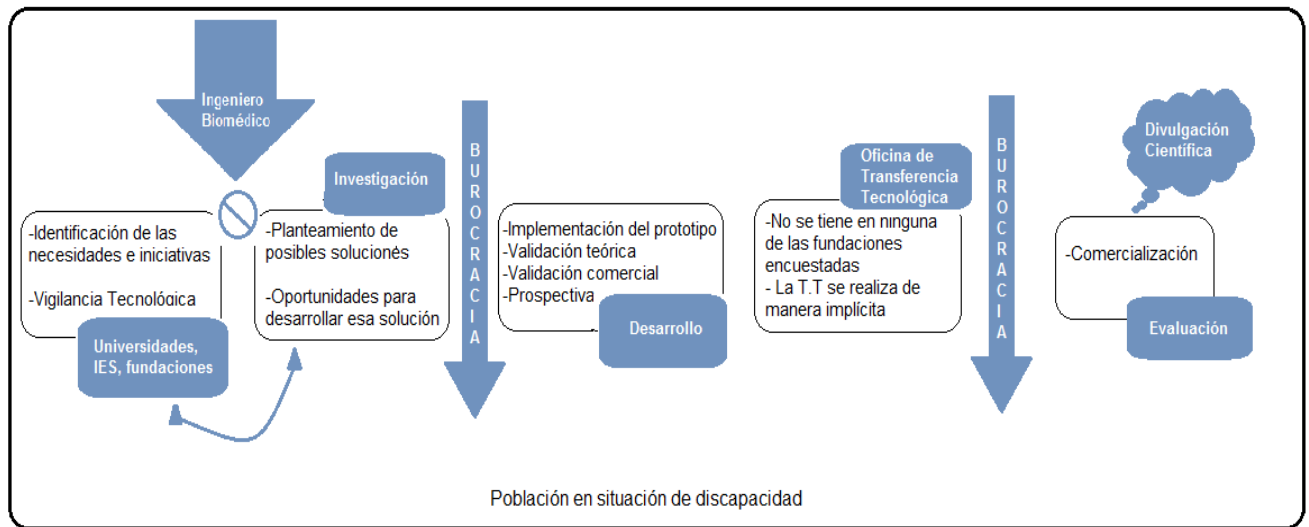 Ingeniero
Biomédico
-Identificación de las
necesidades e iniciativas
-Vigilancia Tecnológica
Universidades,
IES, fundaciones
Investigación
-Planteamiento de
posibles soluciones
-Oportunidades para
desarrollar esa solución
BUROCRACIA
-Implementación del prototipo
-Validación teórica
-Validación comercial
-Prospectiva
Desarrollo
Oficina de
Transferencia
Tecnológica
-No se tiene en ninguna
de las fundaciones
encuestadas
- La T.T se realiza de
manera implícita
BUROCRACIA
Divulgación
Científica
-Comercialización
Evaluación
Población en situación de discapacidad